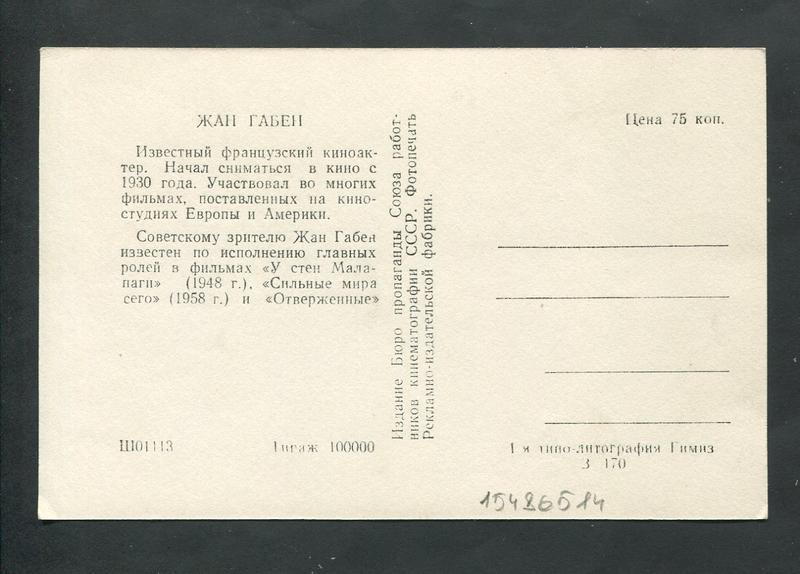 ЖАН ГАБЕН
Известный французский киноак-
тер. Начал сниматься в кино с
1930 года. Участвовал во многих
фильмах, поставленных на кино-
студиях Европы и Америки.
Советскому зрителю Жан Габен
известен по исполнению главных
ролей в фильмах «У стен Мала-
паги» (1948 г.), «Сильные мира
сего» (1958 г.) и «Отверженные»
Ш01113
Тираж 100000
Издание Бюро пропаганды Союза работ-
ников кинематографии СССР. Фотопечать
Рекламно-издательской фабрики.
Цена 75 коп.
1 я типо-литография Гимиз
З 170
15486514